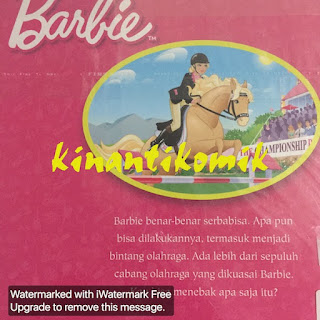 Barbie
TM
CHAMPIONSHIP
kinantikomik
Barbie benar-benar serbabisa. Apa pun
bisa dilakukannya, termasuk menjadi
bintang olahraga. Ada lebih dari sepuluh
cabang olahraga yang dikuasai Barbie.
menebak apa saja itu?
Watermarked with iWatermark Free
Upgrade to remove this message.